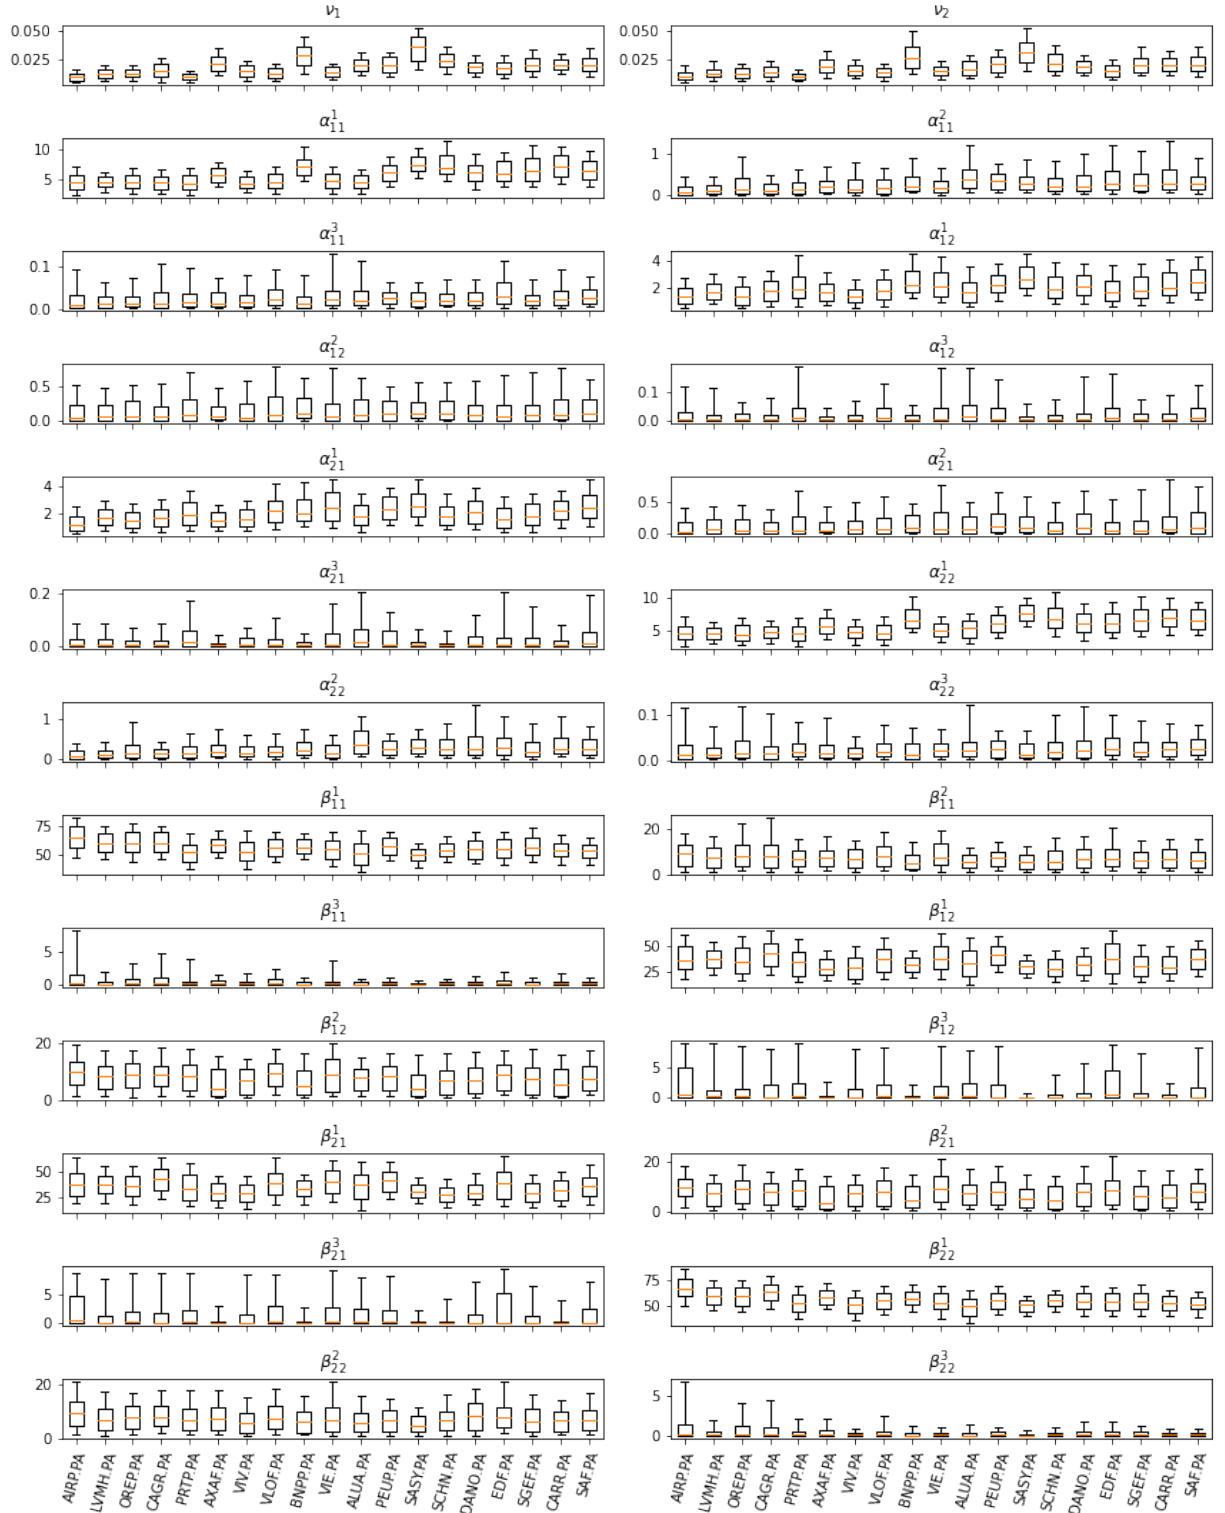 ν₁ ν₂
0.050 0.050
0.025 0.025
α¹₁₁ α²₁₁
10 1
5 0
α³₁₁ α¹₁₂
0.1 4
0.0 2
α²₁₂ α³₁₂
0.5 0.1
0.0 0.0
α¹₂₁ α²₂₁
4 0.5
2 0.0
α³₂₁ α¹₂₂
0.2 10
0.0 5
α²₂₂ α³₂₂
1 0.1
0 0.0
β¹₁₁ β²₁₁
75 20
50 0
β³₁₁ β¹₁₂
5 50
0 25
β²₁₂ β³₁₂
20 5
0 0
β¹₂₁ β²₂₁
50 20
25 0
β³₂₁ β¹₂₂
5 75
0 50
β²₂₂ β³₂₂
20 5
0 0
AIRP.PA LVMH.PA OREP.PA CAGR.PA PRTP.PA AXAF.PA VIV.PA VLOF.PA BNPP.PA VIE.PA ALUA.PA PEUP.PA SASY.PA SCHN.PA DANO.PA EDF.PA SGEF.PA CARR.PA SAF.PA AIRP.PA LVMH.PA OREP.PA CAGR.PA PRTP.PA AXAF.PA VIV.PA VLOF.PA BNPP.PA VIE.PA ALUA.PA PEUP.PA SASY.PA SCHN.PA DANO.PA EDF.PA SGEF.PA CARR.PA SAF.PA